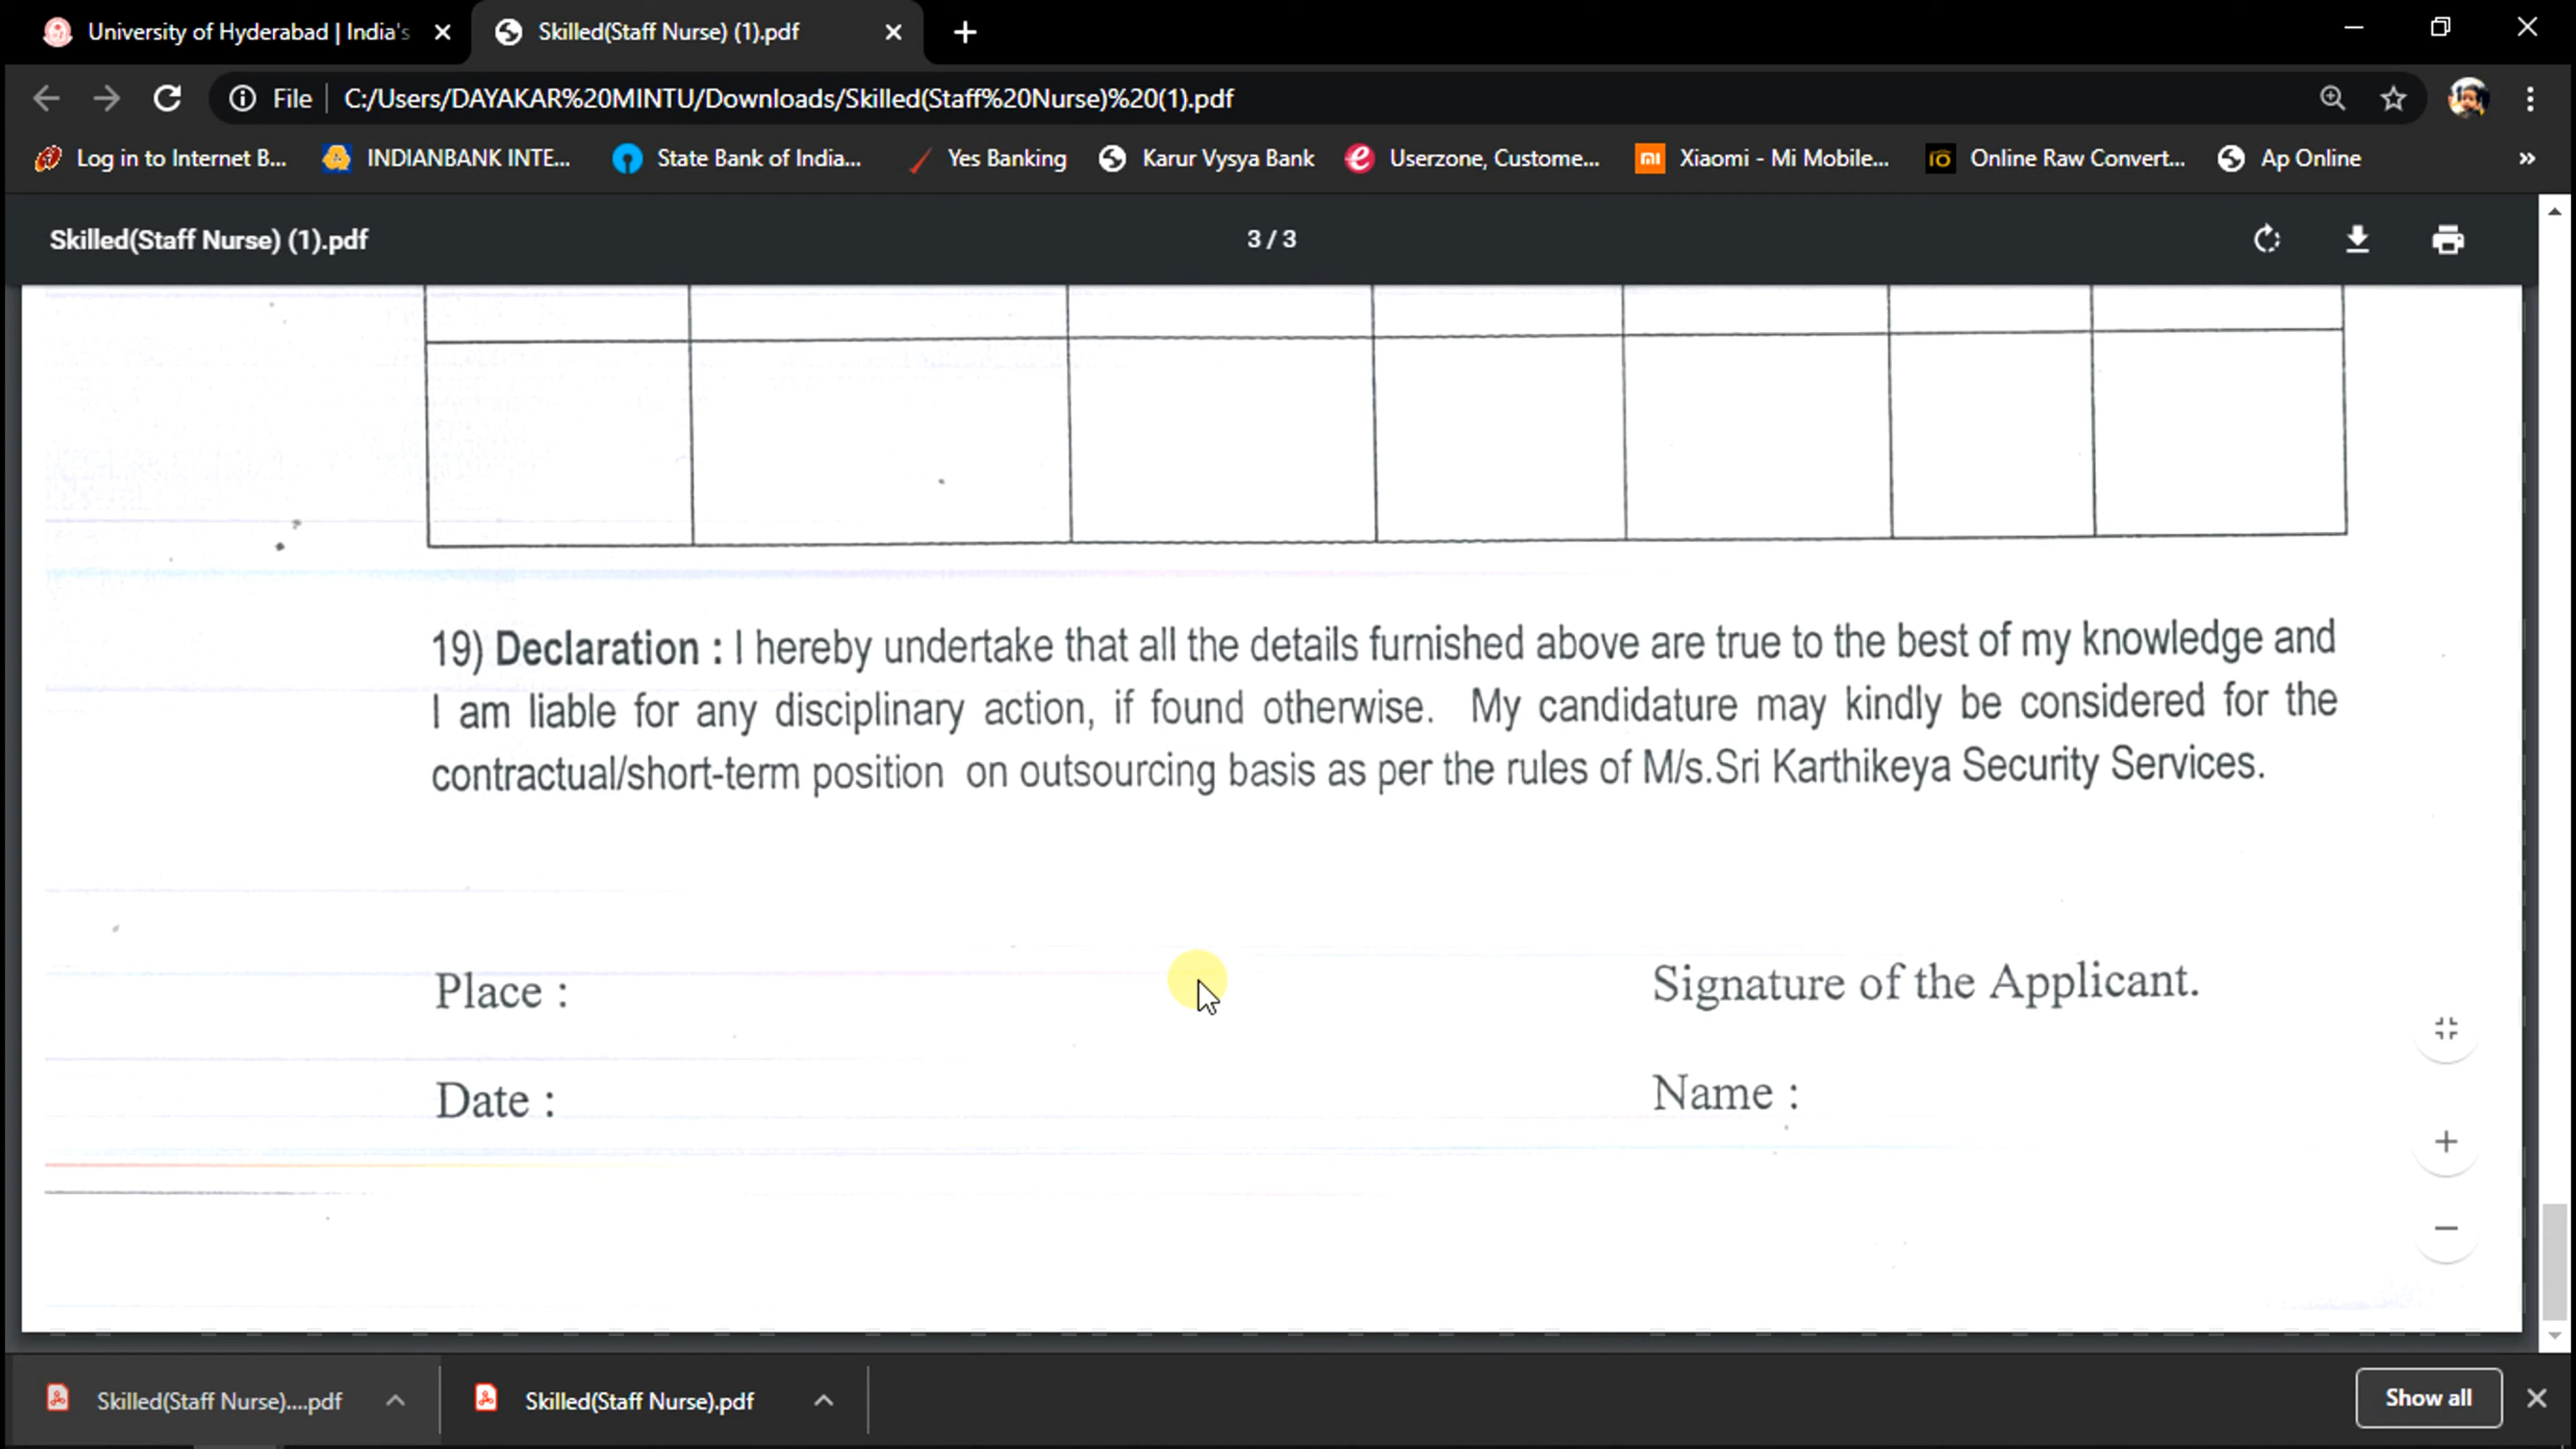 University of Hyderabad | India's
Skilled(Staff Nurse) (1).pdf
File
C:/Users/DAYAKAR%20MINTU/Downloads/Skilled(Staff%20Nurse)%20(1).pdf
Log in to Internet B...
INDIANBANK INTE...
State Bank of India...
Yes Banking
Karur Vysya Bank
Userzone, Custome...
Xiaomi - Mi Mobile...
Online Raw Convert...
Ap Online
Skilled(Staff Nurse) (1).pdf
3 / 3
19) Declaration : I hereby undertake that all the details furnished above are true to the best of my knowledge and
I am liable for any disciplinary action, if found otherwise. My candidature may kindly be considered for the
contractual/short-term position on outsourcing basis as per the rules of M/s.Sri Karthikeya Security Services.
Place :
Signature of the Applicant.
Date :
Name :
Skilled(Staff Nurse)....pdf
Skilled(Staff Nurse).pdf
Show all